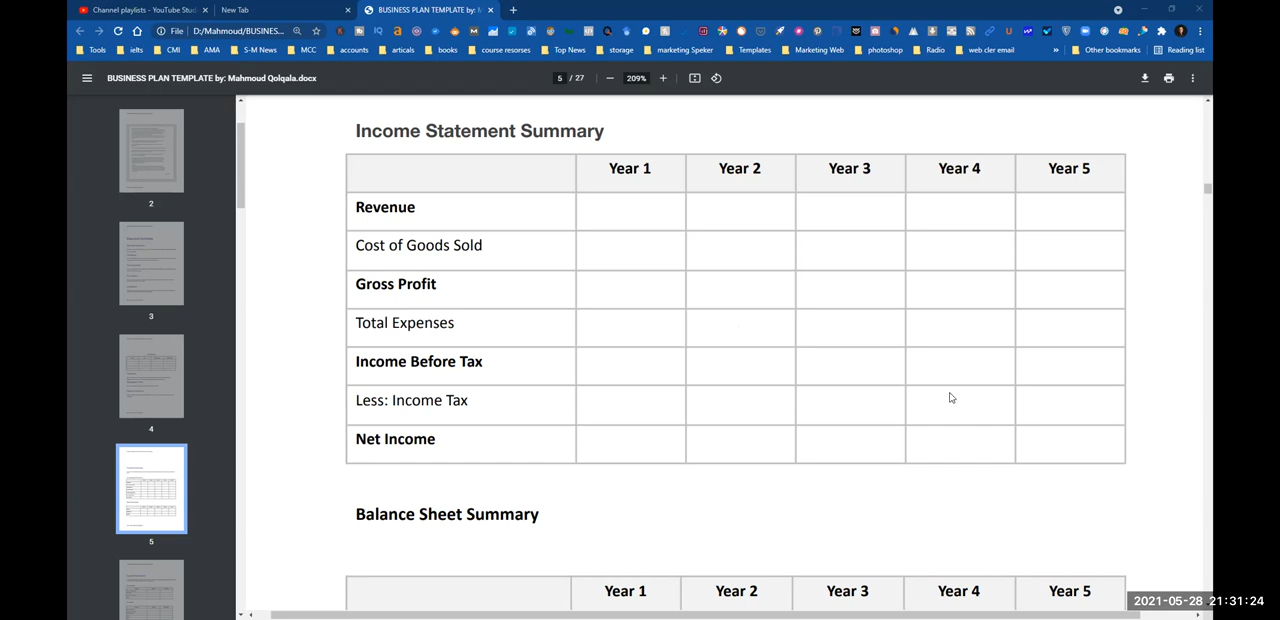 Channel playlists - YouTube Stud
New Tab
BUSINESS PLAN TEMPLATE by: M
File D:/Mahmoud/BUSINES...
Tools ielts CMI AMA S-M News MCC accounts articals books course resorses Top News storage marketing Speker Templates Marketing Web photoshop Radio web cler email » Other bookmarks Reading list
BUSINESS PLAN TEMPLATE by: Mahmoud Qolqala.docx
5 / 27 209%
2
3
4
5
Income Statement Summary
Year 1 Year 2 Year 3 Year 4 Year 5
Revenue
Cost of Goods Sold
Gross Profit
Total Expenses
Income Before Tax
Less: Income Tax
Net Income
Balance Sheet Summary
Year 1 Year 2 Year 3 Year 4 Year 5
2021-05-28 21:31:24